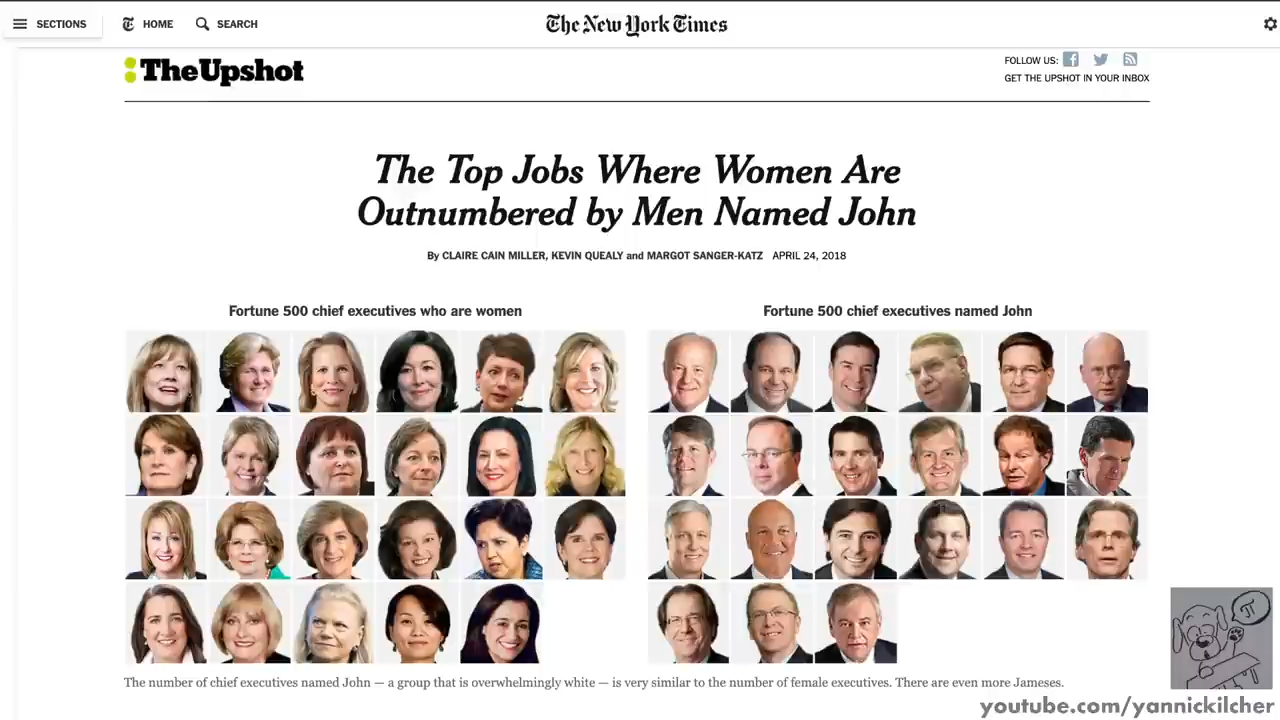 SECTIONS HOME SEARCH The New York Times
TheUpshot
FOLLOW US:
GET THE UPSHOT IN YOUR INBOX
The Top Jobs Where Women Are
Outnumbered by Men Named John
By CLAIRE CAIN MILLER, KEVIN QUEALY and MARGOT SANGER-KATZ APRIL 24, 2018
Fortune 500 chief executives who are women
Fortune 500 chief executives named John
The number of chief executives named John — a group that is overwhelmingly white — is very similar to the number of female executives. There are even more Jameses.
π
youtube.com/yannickilcher